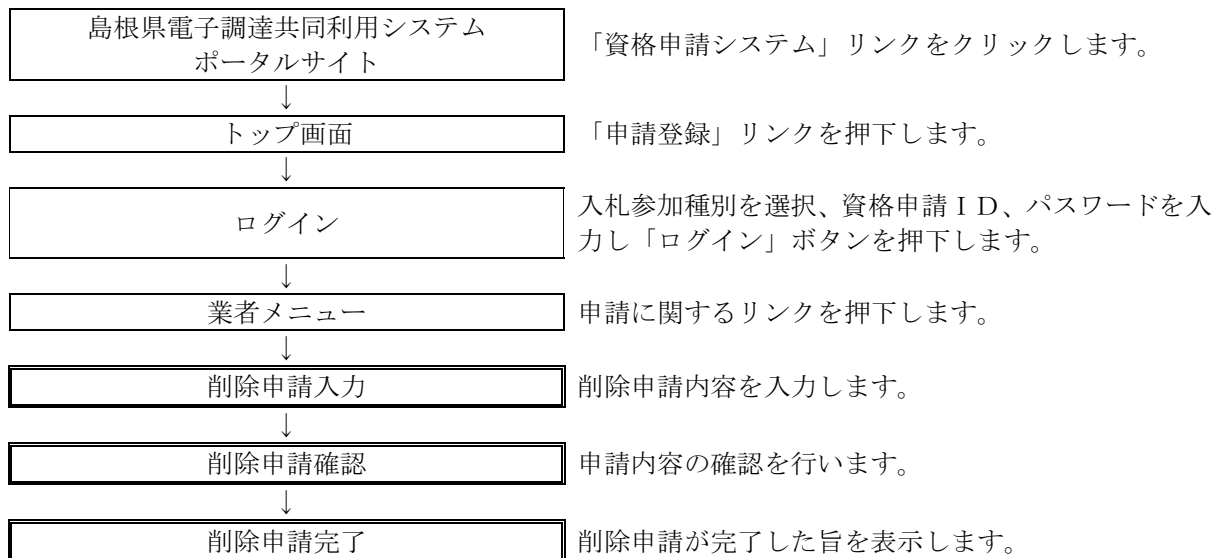 島根県電子調達共同利用システム
ポータルサイト
「資格申請システム」リンクをクリックします。
↓
トップ画面
「申請登録」リンクを押下します。
↓
ログイン
入札参加種別を選択、資格申請ＩＤ、パスワードを入
力し「ログイン」ボタンを押下します。
↓
業者メニュー
申請に関するリンクを押下します。
↓
削除申請入力
削除申請内容を入力します。
↓
削除申請確認
申請内容の確認を行います。
↓
削除申請完了
削除申請が完了した旨を表示します。